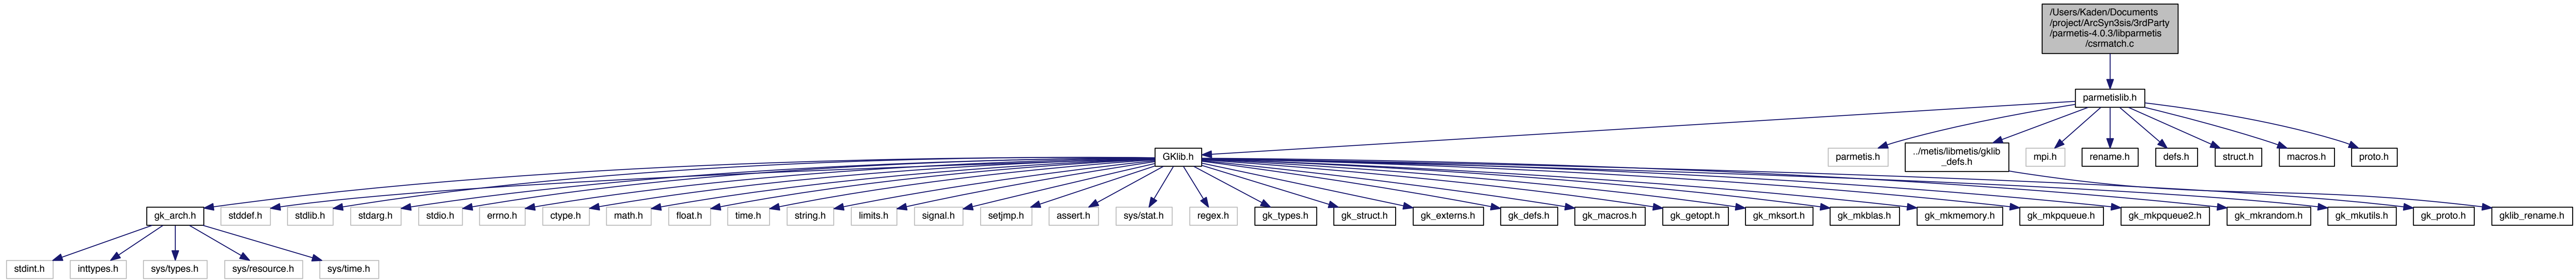 /Users/Kaden/Documents
/project/ArcSyn3sis/3rdParty
/parmetis-4.0.3/libparmetis
/csrmatch.c
parmetislib.h
GKlib.h
parmetis.h
../metis/libmetis/gklib
_defs.h
mpi.h
rename.h
defs.h
struct.h
macros.h
proto.h
gk_arch.h
stddef.h
stdlib.h
stdarg.h
stdio.h
errno.h
ctype.h
math.h
float.h
time.h
string.h
limits.h
signal.h
setjmp.h
assert.h
sys/stat.h
regex.h
gk_types.h
gk_struct.h
gk_externs.h
gk_defs.h
gk_macros.h
gk_getopt.h
gk_mksort.h
gk_mkblas.h
gk_mkmemory.h
gk_mkpqueue.h
gk_mkpqueue2.h
gk_mkrandom.h
gk_mkutils.h
gk_proto.h
gklib_rename.h
stdint.h
inttypes.h
sys/types.h
sys/resource.h
sys/time.h